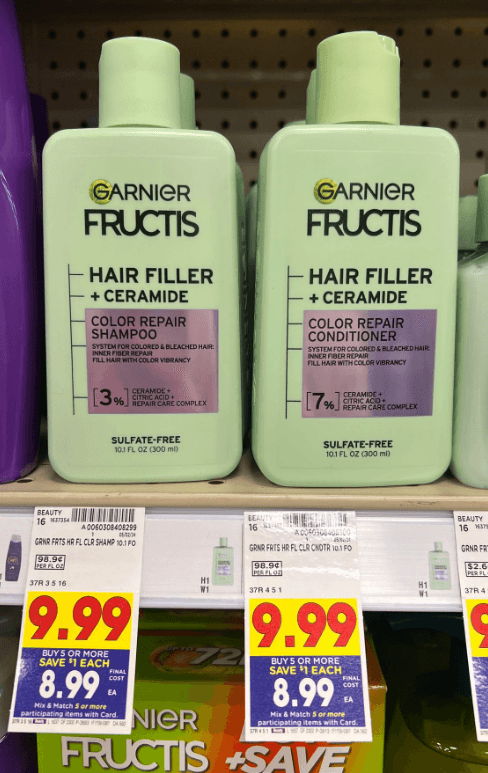 GARNIER
FRUCTIS
HAIR FILLER
+ CERAMIDE
COLOR REPAIR
SHAMPOO
SYSTEM FOR COLORED & BLEACHED HAIR:
INNER FIBER REPAIR
FILL HAIR WITH COLOR VIBRANCY
3%
CERAMIDE +
CITRIC ACID +
REPAIR CARE COMPLEX
SULFATE-FREE
10.1 FL OZ (300 ml)
GARNIER
FRUCTIS
HAIR FILLER
+ CERAMIDE
COLOR REPAIR
CONDITIONER
SYSTEM FOR COLORED & BLEACHED HAIR:
INNER FIBER REPAIR
FILL HAIR WITH COLOR VIBRANCY
7%
CERAMIDE +
CITRIC ACID +
REPAIR CARE COMPLEX
SULFATE-FREE
10.1 FL OZ (300 ml)
BEAUTY
16
A 0060308408299
GRNR FRTS HR FL CLR SHAMP 10.1 FO
98.9¢
PER FL OZ
H1
W1
37R 3 5 16
9.99
BUY 5 OR MORE
SAVE $1 EACH
8.99
FINAL
COST
EA
Mix & Match 5 or more
participating items with Card.
BEAUTY
16
GRNR FRTS HR FL CLR CNDTR 10.1 FO
98.9¢
PER FL OZ
H1
W1
37R 4 5 1
9.99
BUY 5 OR MORE
SAVE $1 EACH
8.99
FINAL
COST
EA
Mix & Match 5 or more
participating items with Card.
BEAUTY
16
37R 4
9
72
NIER
FRUCTIS
+SAVE